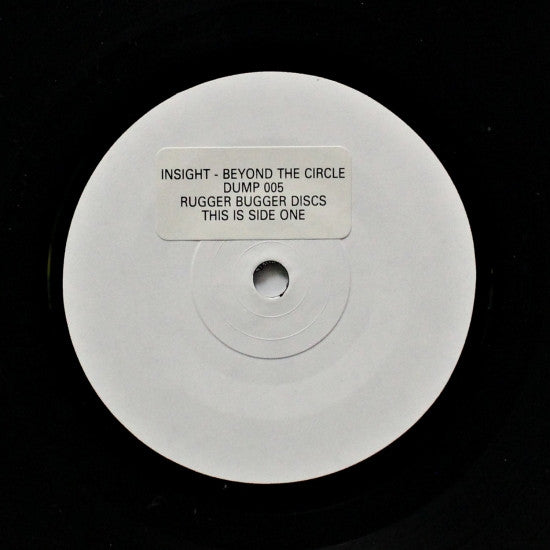 INSIGHT - BEYOND THE CIRCLE
DUMP 005
RUGGER BUGGER DISCS
THIS IS SIDE ONE